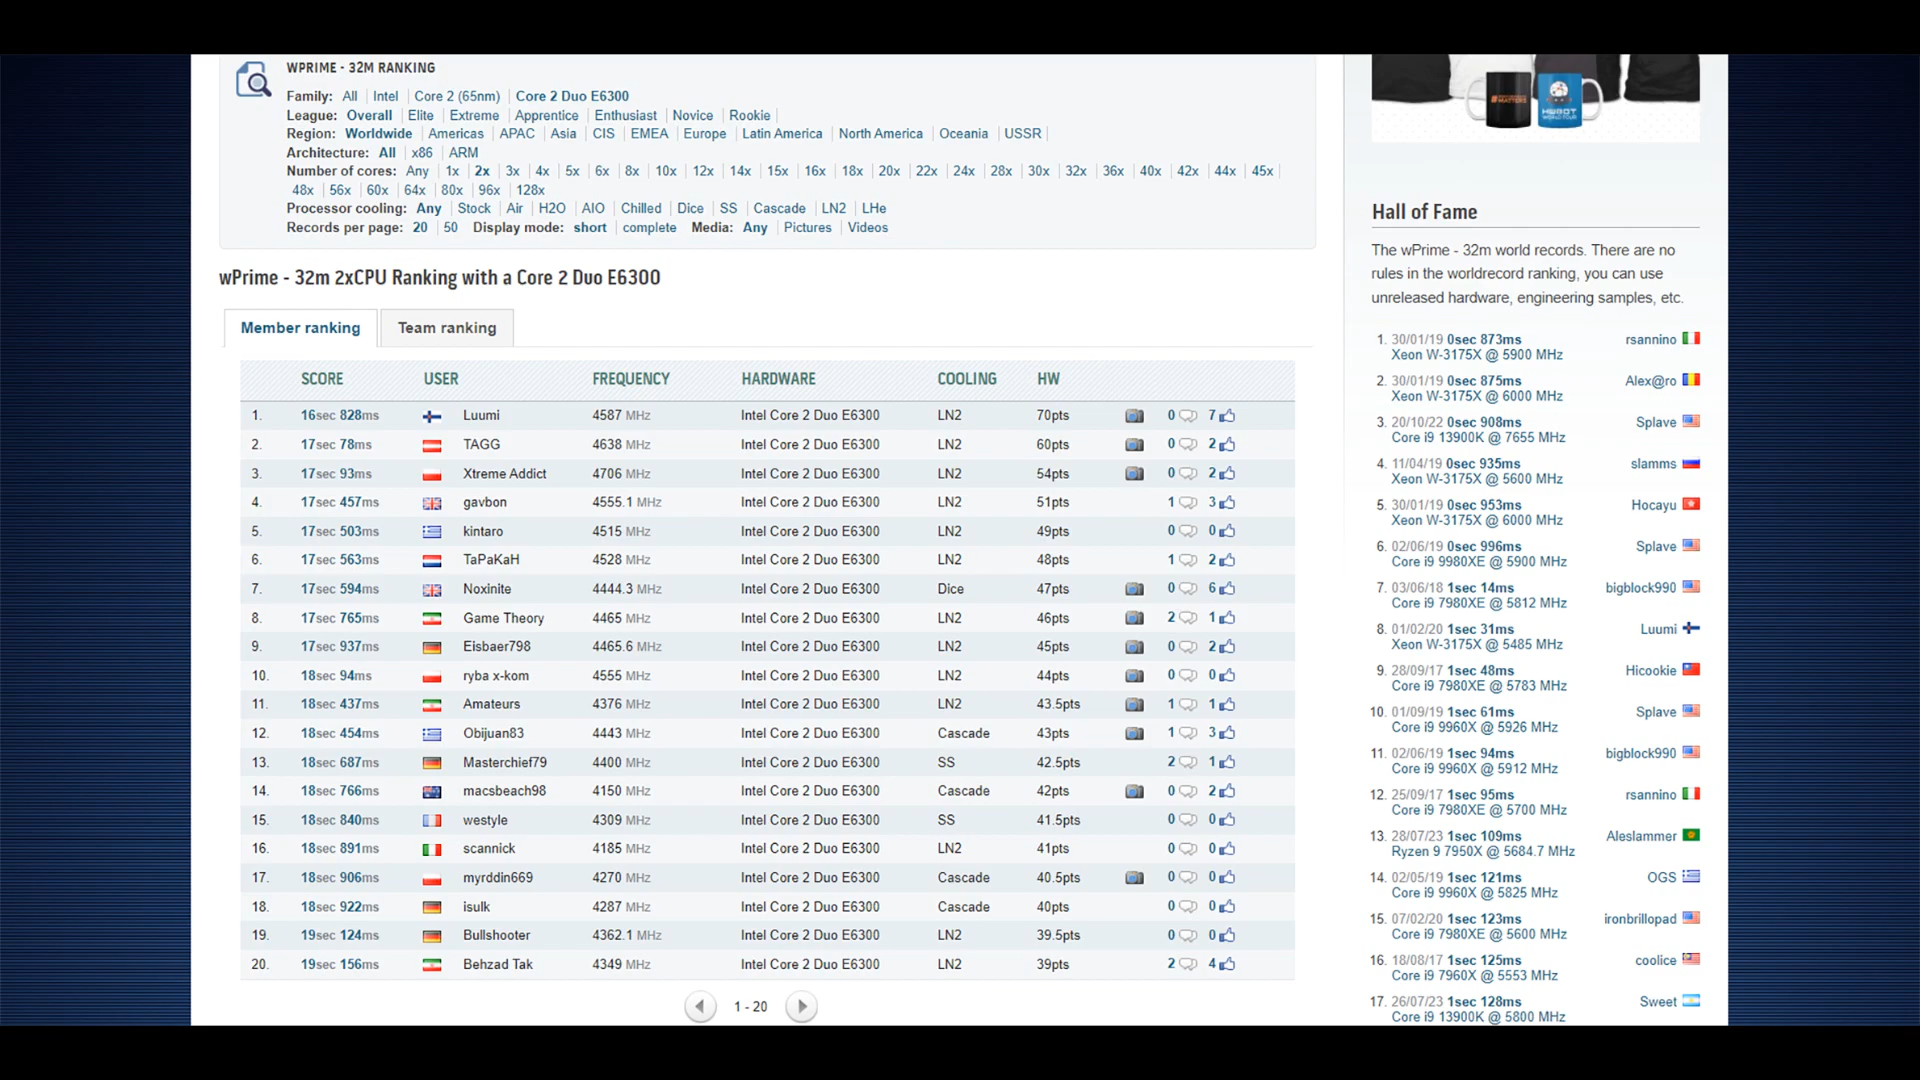 WPRIME - 32M RANKING
Family: All Intel Core 2 (65nm) Core 2 Duo E6300
League: Overall Elite Extreme Apprentice Enthusiast Novice Rookie
Region: Worldwide Americas APAC Asia CIS EMEA Europe Latin America North America Oceania USSR
Architecture: All x86 ARM
Number of cores: Any 1x 2x 3x 4x 5x 6x 8x 10x 12x 14x 15x 16x 18x 20x 22x 24x 28x 30x 32x 36x 40x 42x 44x 45x
48x 56x 60x 64x 80x 96x 128x
Processor cooling: Any Stock Air H2O AIO Chilled Dice SS Cascade LN2 LHe
Records per page: 20 50 Display mode: short complete Media: Any Pictures Videos
wPrime - 32m 2xCPU Ranking with a Core 2 Duo E6300
Member ranking Team ranking
SCORE USER FREQUENCY HARDWARE COOLING HW
1. 16sec 828ms Luumi 4587 MHz Intel Core 2 Duo E6300 LN2 70pts 0 7
2. 17sec 78ms TAGG 4638 MHz Intel Core 2 Duo E6300 LN2 60pts 0 2
3. 17sec 93ms Xtreme Addict 4706 MHz Intel Core 2 Duo E6300 LN2 54pts 0 2
4. 17sec 457ms gavbon 4555.1 MHz Intel Core 2 Duo E6300 LN2 51pts 1 3
5. 17sec 503ms kintaro 4515 MHz Intel Core 2 Duo E6300 LN2 49pts 0 0
6. 17sec 563ms TaPaKaH 4528 MHz Intel Core 2 Duo E6300 LN2 48pts 1 2
7. 17sec 594ms Noxinite 4444.3 MHz Intel Core 2 Duo E6300 Dice 47pts 0 6
8. 17sec 765ms Game Theory 4465 MHz Intel Core 2 Duo E6300 LN2 46pts 2 1
9. 17sec 937ms Eisbaer798 4465.6 MHz Intel Core 2 Duo E6300 LN2 45pts 0 2
10. 18sec 94ms ryba x-kom 4555 MHz Intel Core 2 Duo E6300 LN2 44pts 0 0
11. 18sec 437ms Amateurs 4376 MHz Intel Core 2 Duo E6300 LN2 43.5pts 1 1
12. 18sec 454ms Obijuan83 4443 MHz Intel Core 2 Duo E6300 Cascade 43pts 1 3
13. 18sec 687ms Masterchief79 4400 MHz Intel Core 2 Duo E6300 SS 42.5pts 2 1
14. 18sec 766ms macsbeach98 4150 MHz Intel Core 2 Duo E6300 Cascade 42pts 0 2
15. 18sec 840ms westyle 4309 MHz Intel Core 2 Duo E6300 SS 41.5pts 0 0
16. 18sec 891ms scannick 4185 MHz Intel Core 2 Duo E6300 LN2 41pts 0 0
17. 18sec 906ms myrddin669 4270 MHz Intel Core 2 Duo E6300 Cascade 40.5pts 0 0
18. 18sec 922ms isulk 4287 MHz Intel Core 2 Duo E6300 Cascade 40pts 0 0
19. 19sec 124ms Bullshooter 4362.1 MHz Intel Core 2 Duo E6300 LN2 39.5pts 0 0
20. 19sec 156ms Behzad Tak 4349 MHz Intel Core 2 Duo E6300 LN2 39pts 2 4
1 - 20
HWBOT
WORLD TOUR
Hall of Fame
The wPrime - 32m world records. There are no
rules in the worldrecord ranking, you can use
unreleased hardware, engineering samples, etc.
1. 30/01/19 0sec 873ms rsannino
Xeon W-3175X @ 5900 MHz
2. 30/01/19 0sec 875ms Alex@ro
Xeon W-3175X @ 6000 MHz
3. 20/10/22 0sec 908ms Splave
Core i9 13900K @ 7655 MHz
4. 11/04/19 0sec 935ms slamms
Xeon W-3175X @ 5600 MHz
5. 30/01/19 0sec 953ms Hocayu
Xeon W-3175X @ 6000 MHz
6. 02/06/19 0sec 996ms Splave
Core i9 9980XE @ 5900 MHz
7. 03/06/18 1sec 14ms bigblock990
Core i9 7980XE @ 5812 MHz
8. 01/02/20 1sec 31ms Luumi
Xeon W-3175X @ 5485 MHz
9. 28/09/17 1sec 48ms Hicookie
Core i9 7980XE @ 5783 MHz
10. 01/09/19 1sec 61ms Splave
Core i9 9960X @ 5926 MHz
11. 02/06/19 1sec 94ms bigblock990
Core i9 9960X @ 5912 MHz
12. 25/09/17 1sec 95ms rsannino
Core i9 7980XE @ 5700 MHz
13. 28/07/23 1sec 109ms Aleslammer
Ryzen 9 7950X @ 5684.7 MHz
14. 02/05/19 1sec 121ms OGS
Core i9 9960X @ 5825 MHz
15. 07/02/20 1sec 123ms ironbrillopad
Core i9 7980XE @ 5600 MHz
16. 18/08/17 1sec 125ms coolice
Core i9 7960X @ 5553 MHz
17. 26/07/23 1sec 128ms Sweet
Core i9 13900K @ 5800 MHz